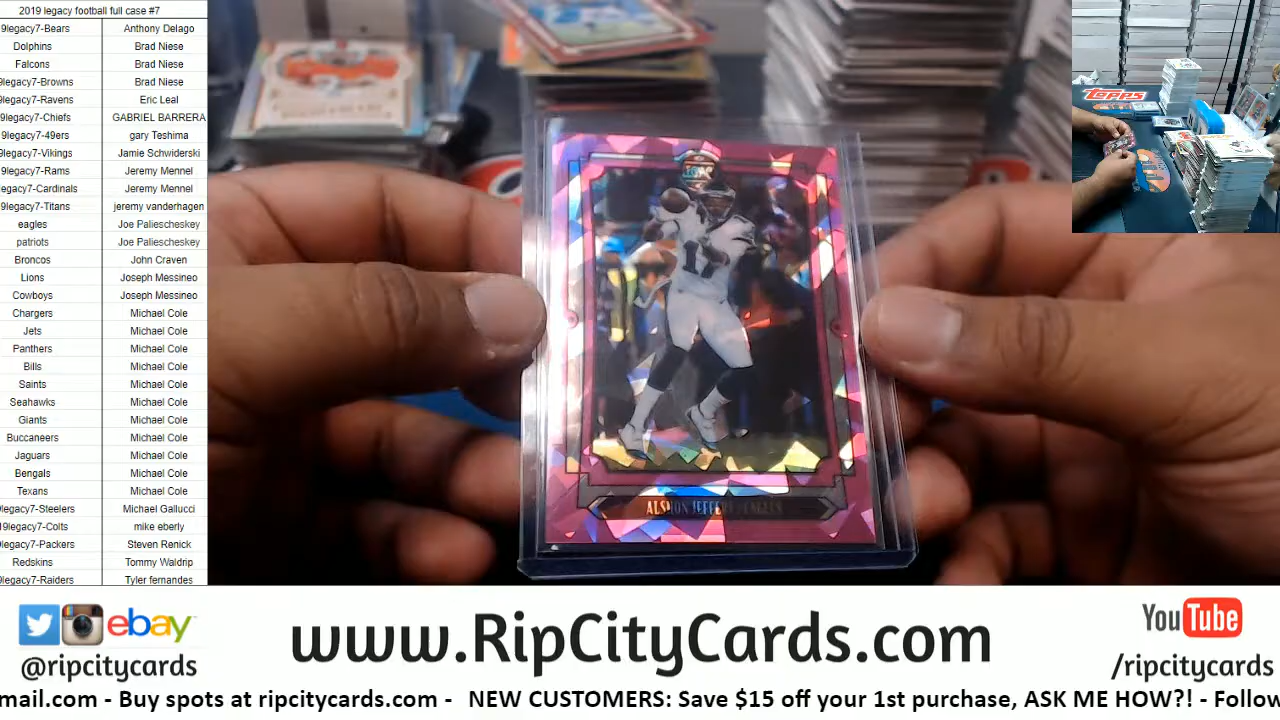 2019 legacy football full case #7
9legacy7-Bears Anthony Delago
Dolphins Brad Niese
Falcons Brad Niese
9legacy7-Browns Brad Niese
9legacy7-Ravens Eric Leal
9legacy7-Chiefs GABRIEL BARRERA
9legacy7-49ers gary Teshima
9legacy7-Vikings Jamie Schwiderski
9legacy7-Rams Jeremy Mennel
egacy7-Cardinals Jeremy Mennel
9legacy7-Titans jeremy vanderhagen
eagles Joe Paliescheskey
patriots Joe Paliescheskey
Broncos John Craven
Lions Joseph Messineo
Cowboys Joseph Messineo
Chargers Michael Cole
Jets Michael Cole
Panthers Michael Cole
Bills Michael Cole
Saints Michael Cole
Seahawks Michael Cole
Giants Michael Cole
Buccaneers Michael Cole
Jaguars Michael Cole
Bengals Michael Cole
Texans Michael Cole
9legacy7-Steelers Michael Gallucci
19legacy7-Colts mike eberly
legacy7-Packers Steven Renick
Redskins Tommy Waldrip
9legacy7-Raiders Tyler fernandes
Topps
17
ALSHON JEFFERY EAGLES
ebay
@ripcitycards
www.RipCityCards.com
YouTube
/ripcitycards
mail.com - Buy spots at ripcitycards.com - NEW CUSTOMERS: Save $15 off your 1st purchase, ASK ME HOW?! - Follow